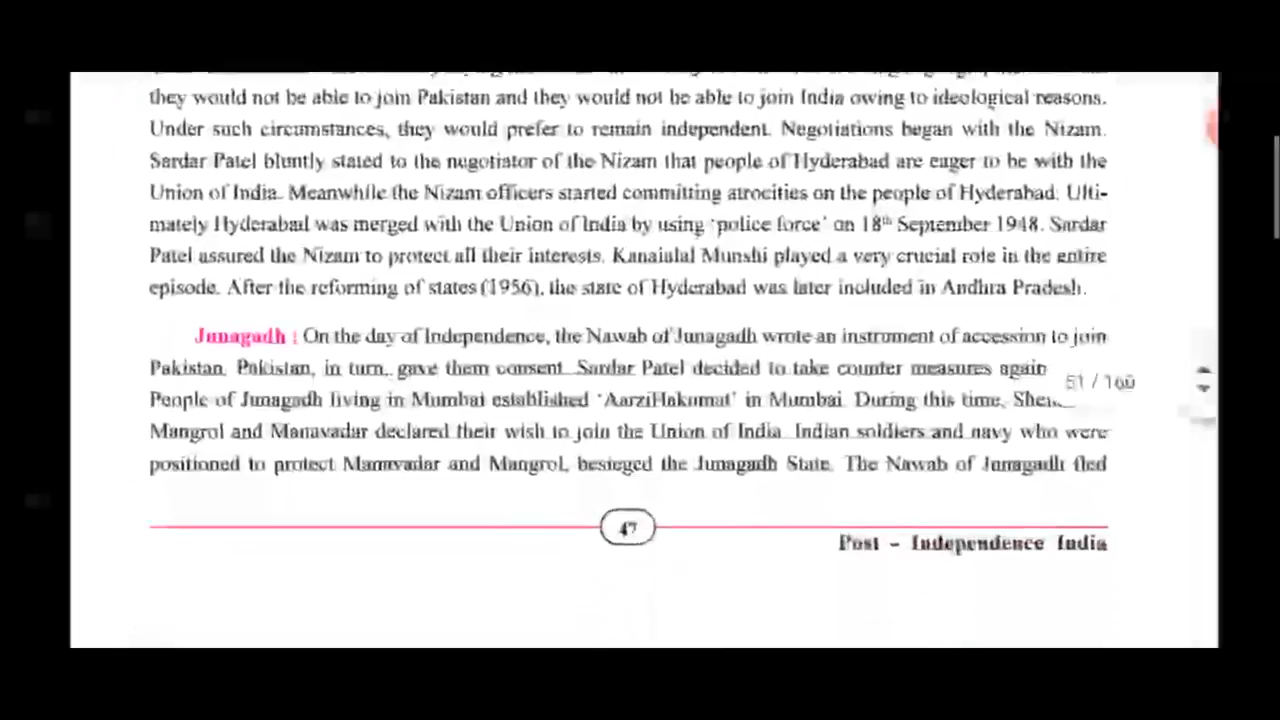 they would not be able to join Pakistan and they would not be able to join India owing to ideological reasons.
Under such circumstances, they would prefer to remain independent. Negotiations began with the Nizam.
Sardar Patel bluntly stated to the negotiator of the Nizam that people of Hyderabad are eager to be with the
Union of India. Meanwhile the Nizam officers started committing atrocities on the people of Hyderabad. Ulti-
mately Hyderabad was merged with the Union of India by using 'police force' on 18th September 1948. Sardar
Patel assured the Nizam to protect all their interests. Kanaialal Munshi played a very crucial role in the entire
episode. After the reforming of states (1956), the state of Hyderabad was later included in Andhra Pradesh.
Junagadh : On the day of Independence, the Nawab of Junagadh wrote an instrument of accession to join
Pakistan. Pakistan, in turn, gave them consent. Sardar Patel decided to take counter measures again
51 / 160
People of Junagadh living in Mumbai established 'AarziHakumat' in Mumbai. During this time,
Mangrol and Manavadar declared their wish to join the Union of India. Indian soldiers and navy who were
positioned to protect Manavadar and Mangrol, besieged the Junagadh State. The Nawab of Junagadh fled
47
Post - Independence India